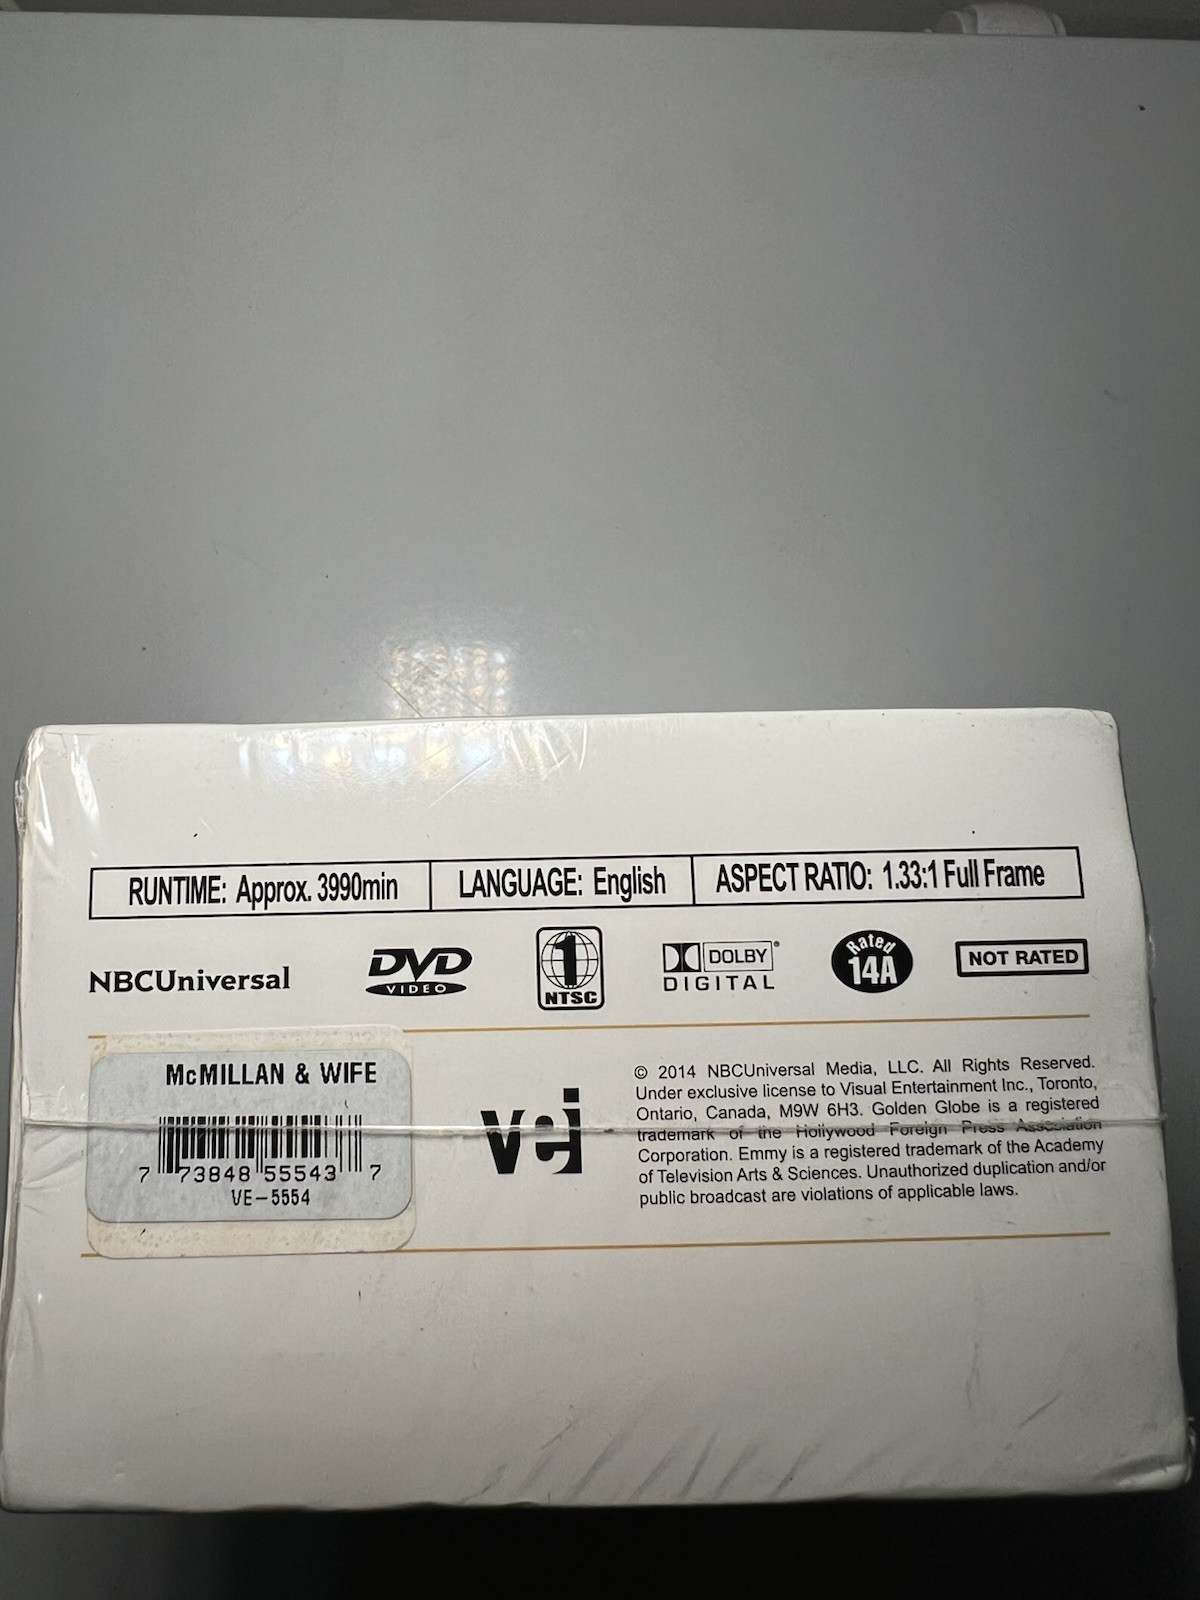 RUNTIME: Approx. 3990min
LANGUAGE: English
ASPECT RATIO: 1.33:1 Full Frame
NBCUniversal
DVD
VIDEO
1
NTSC
DOLBY
DIGITAL
Rated
14A
NOT RATED
McMILLAN & WIFE
7 73848 55543 7
VE-5554
vei
© 2014 NBCUniversal Media, LLC. All Rights Reserved.
Under exclusive license to Visual Entertainment Inc., Toronto,
Ontario, Canada, M9W 6H3. Golden Globe is a registered
trademark of the Hollywood Foreign Press Association
Corporation. Emmy is a registered trademark of the Academy
of Television Arts & Sciences. Unauthorized duplication and/or
public broadcast are violations of applicable laws.